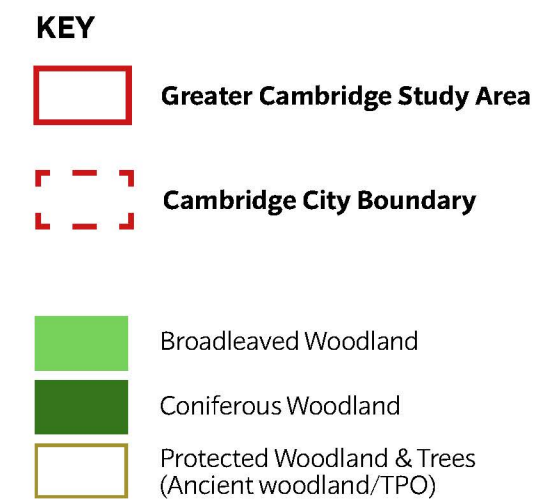 KEY
Greater Cambridge Study Area
Cambridge City Boundary
Broadleaved Woodland
Coniferous Woodland
Protected Woodland & Trees
(Ancient woodland/TPO)